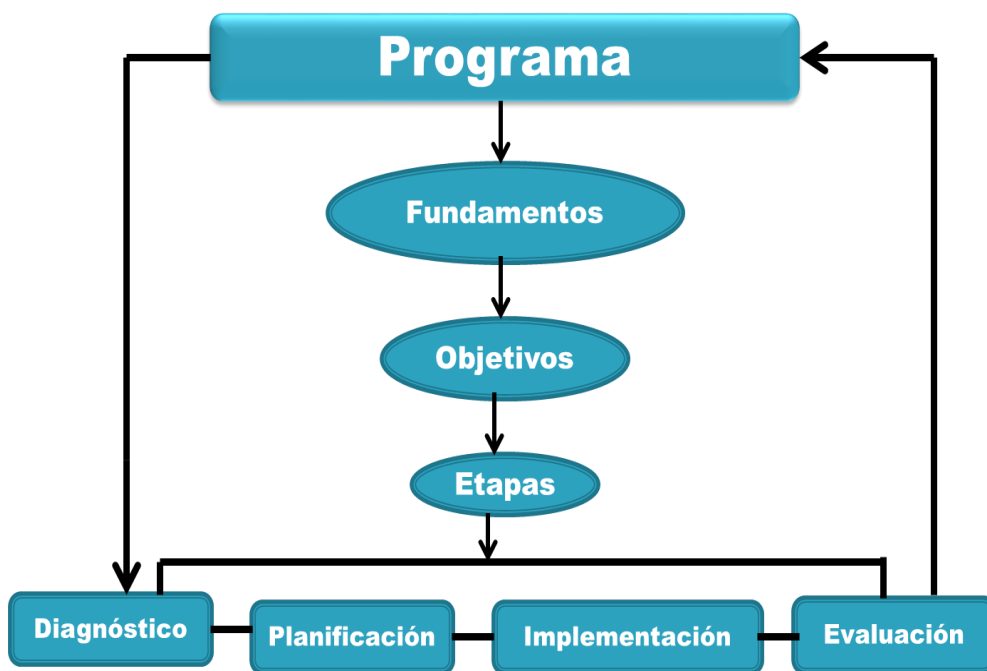 Programa
Fundamentos
Objetivos
Etapas
Diagnóstico
Planificación
Implementación
Evaluación